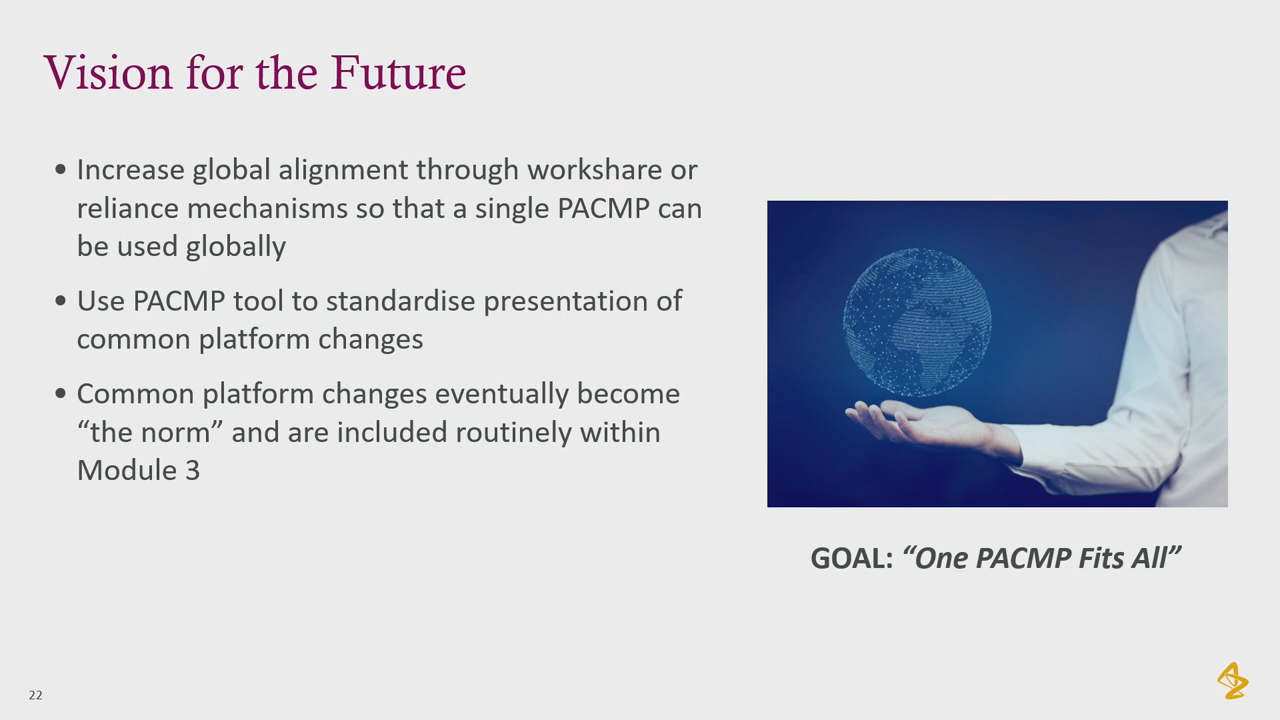 Vision for the Future
• Increase global alignment through workshare or
reliance mechanisms so that a single PACMP can
be used globally
• Use PACMP tool to standardise presentation of
common platform changes
• Common platform changes eventually become
“the norm” and are included routinely within
Module 3
GOAL: “One PACMP Fits All”
22